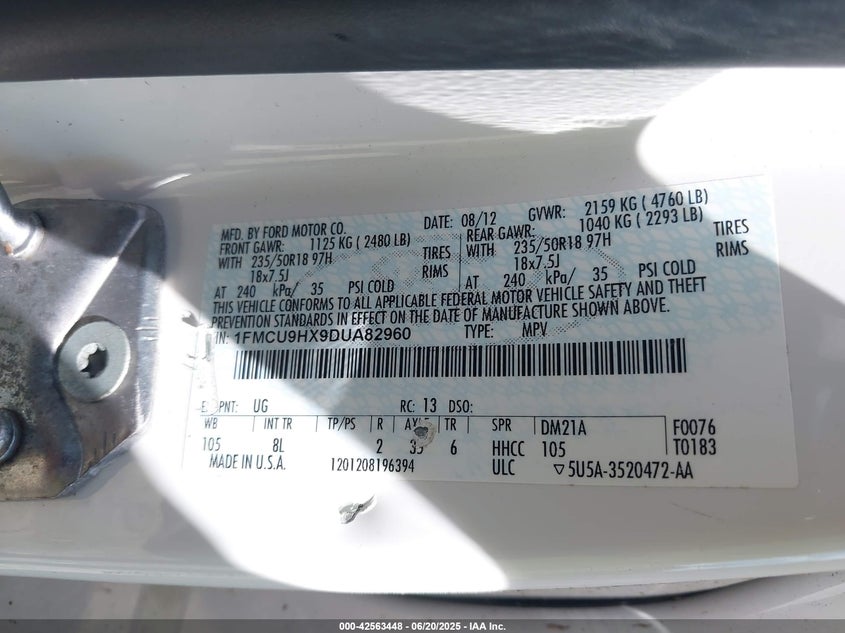 MFD. BY FORD MOTOR CO. DATE: 08/12 GVWR: 2159 KG ( 4760 LB)
FRONT GAWR: 1125 KG ( 2480 LB) REAR GAWR: 1040 KG ( 2293 LB)
WITH 235/50R18 97H TIRES WITH 235/50R18 97H TIRES
18x7.5J RIMS 18x7.5J RIMS
AT 240 kPa/ 35 PSI COLD AT 240 kPa/ 35 PSI COLD
THIS VEHICLE CONFORMS TO ALL APPLICABLE FEDERAL MOTOR VEHICLE SAFETY AND THEFT
PREVENTION STANDARDS IN EFFECT ON THE DATE OF MANUFACTURE SHOWN ABOVE.
1FMCU9HX9DUA82960 TYPE: MPV
UG RC: 13 DSO:
WB INT TR TP/PS R TR SPR DM21A F0076
105 8L 2 6 HHCC 105 T0183
MADE IN U.S.A. 1201208196394 ULC ▽5U5A-3520472-AA
000-42563448 - 06/20/2025 - IAA Inc.